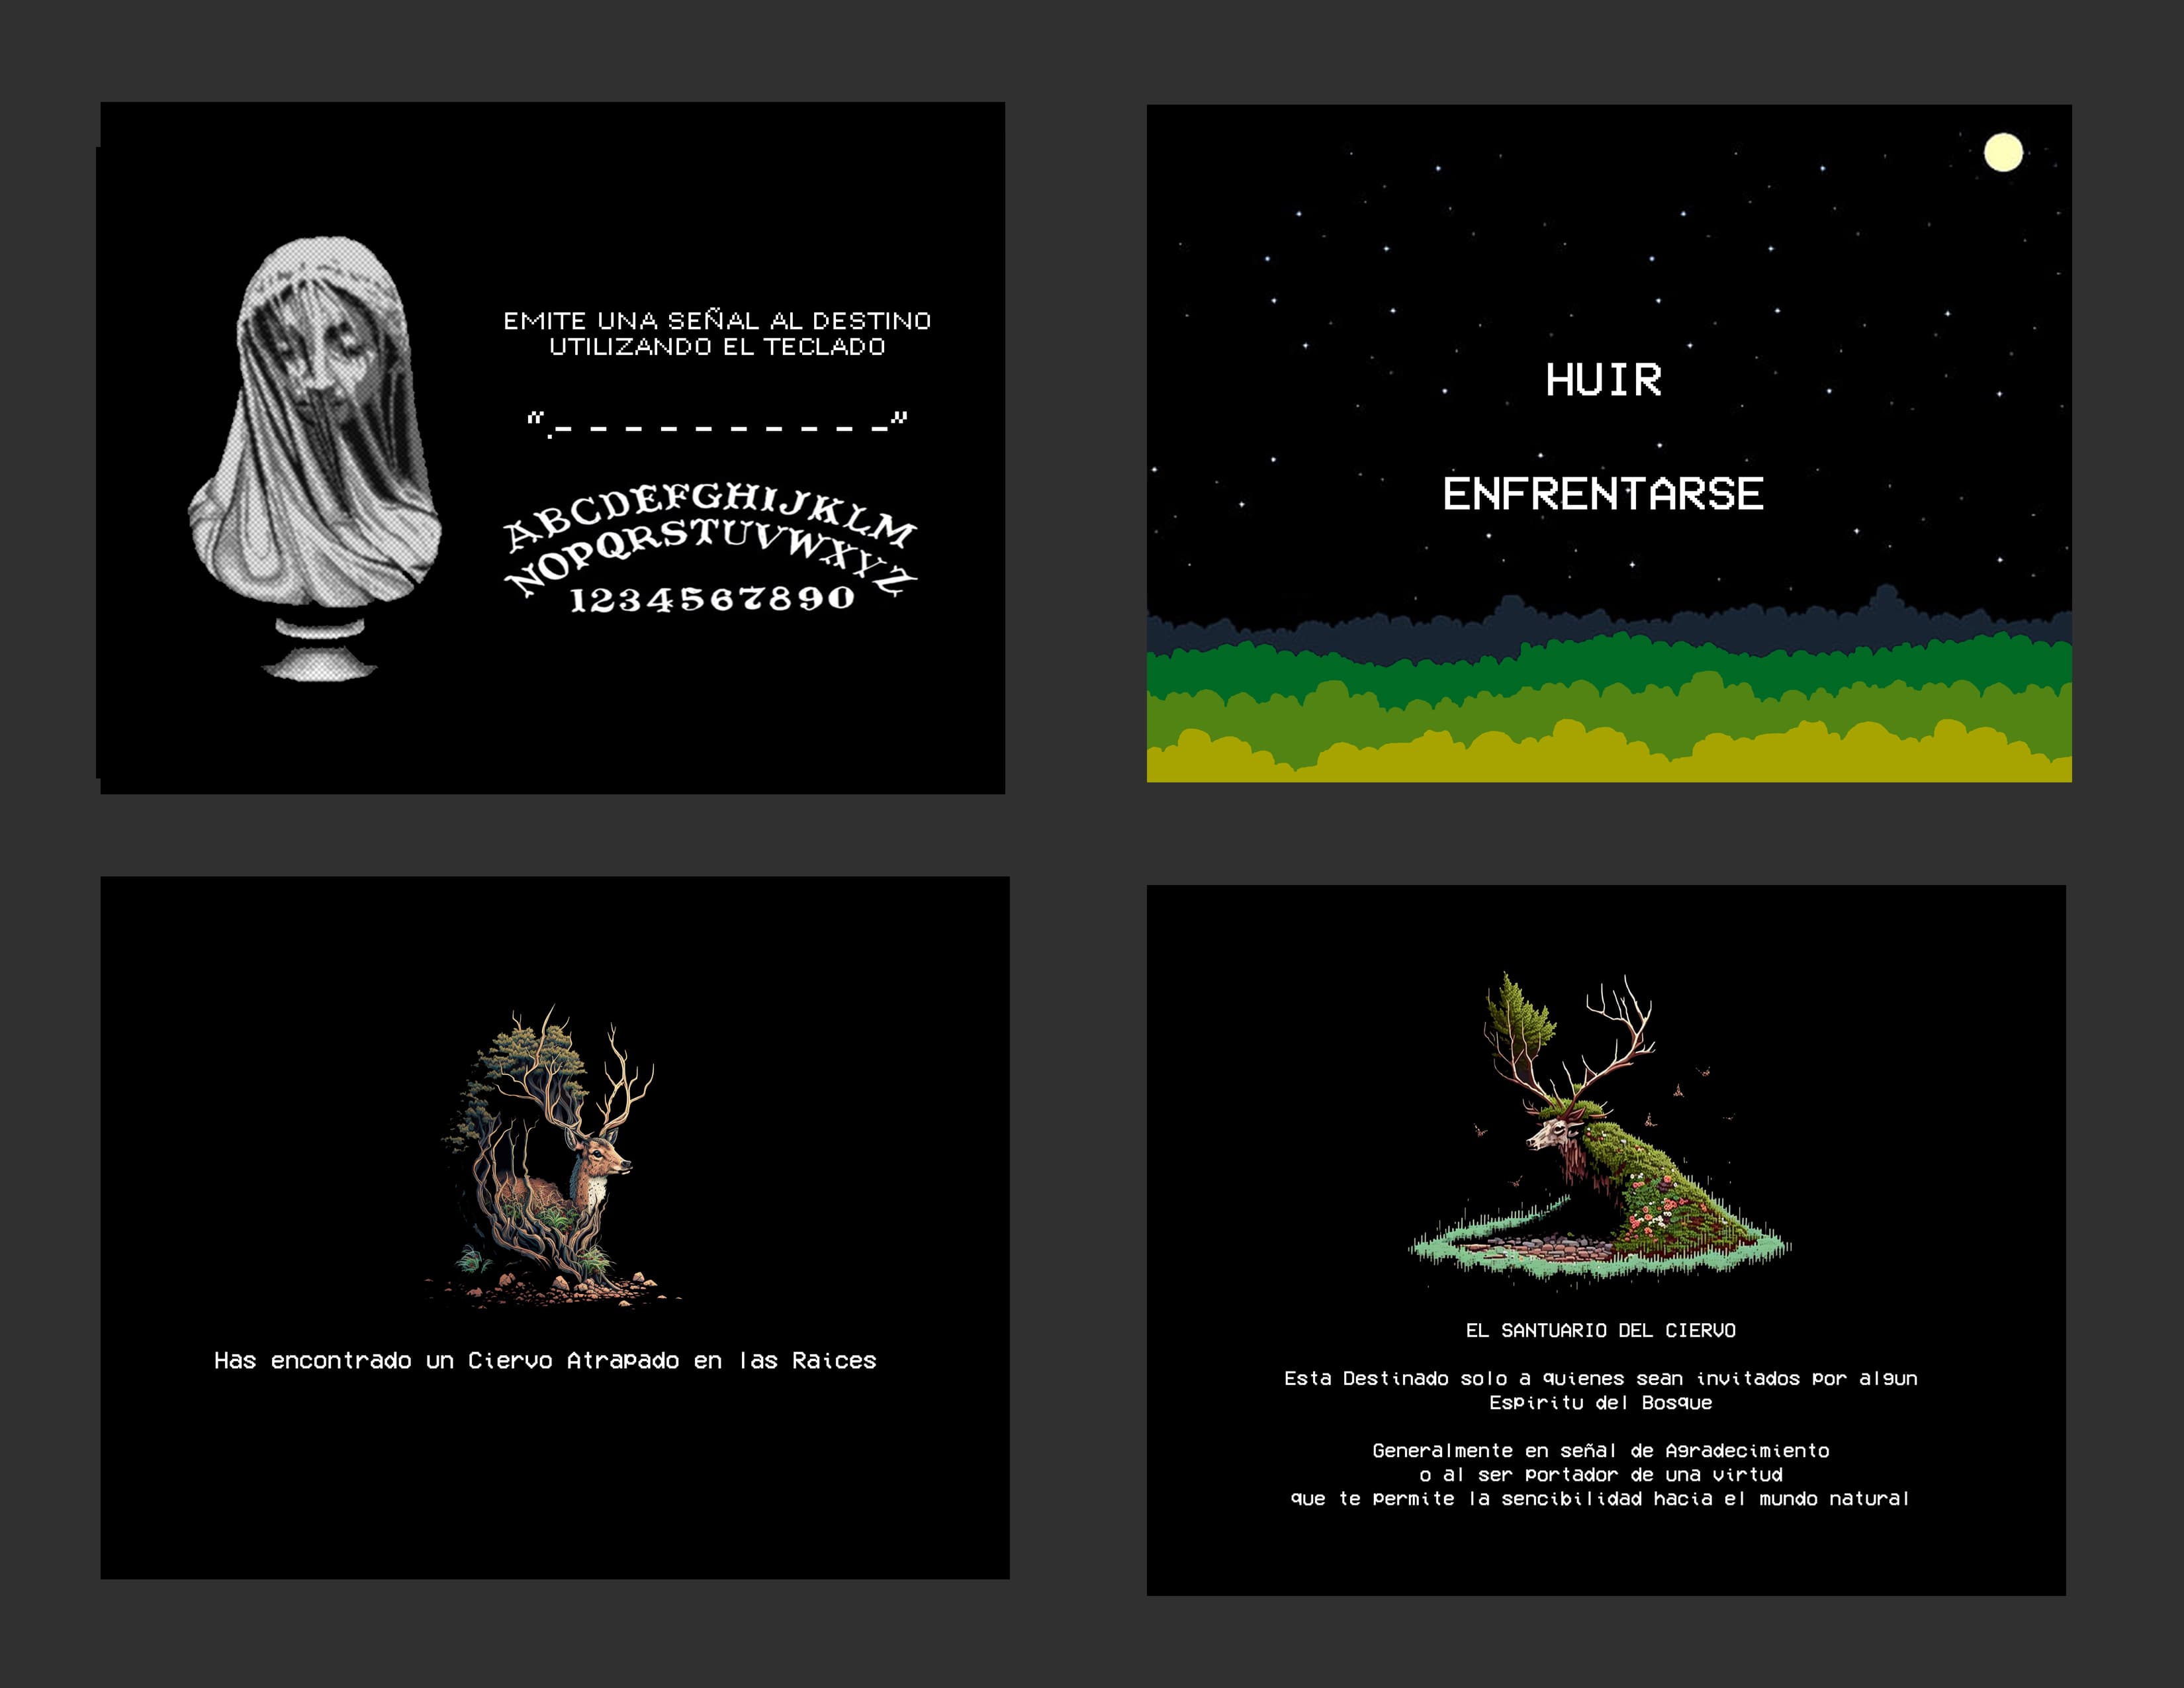 EMITE UNA SEÑAL AL DESTINO
UTILIZANDO EL TECLADO
“.- - - - - - - - - -”
ABCDEFGHIJKLM
NOPQRSTUVWXYZ
1234567890
HUIR
ENFRENTARSE
Has encontrado un Ciervo Atrapado en las Raices
EL SANTUARIO DEL CIERVO
Esta Destinado solo a quienes sean invitados por algun
Espiritu del Bosque
Generalmente en señal de Agradecimiento
o al ser portador de una virtud
que te permite la sencibilidad hacia el mundo natural